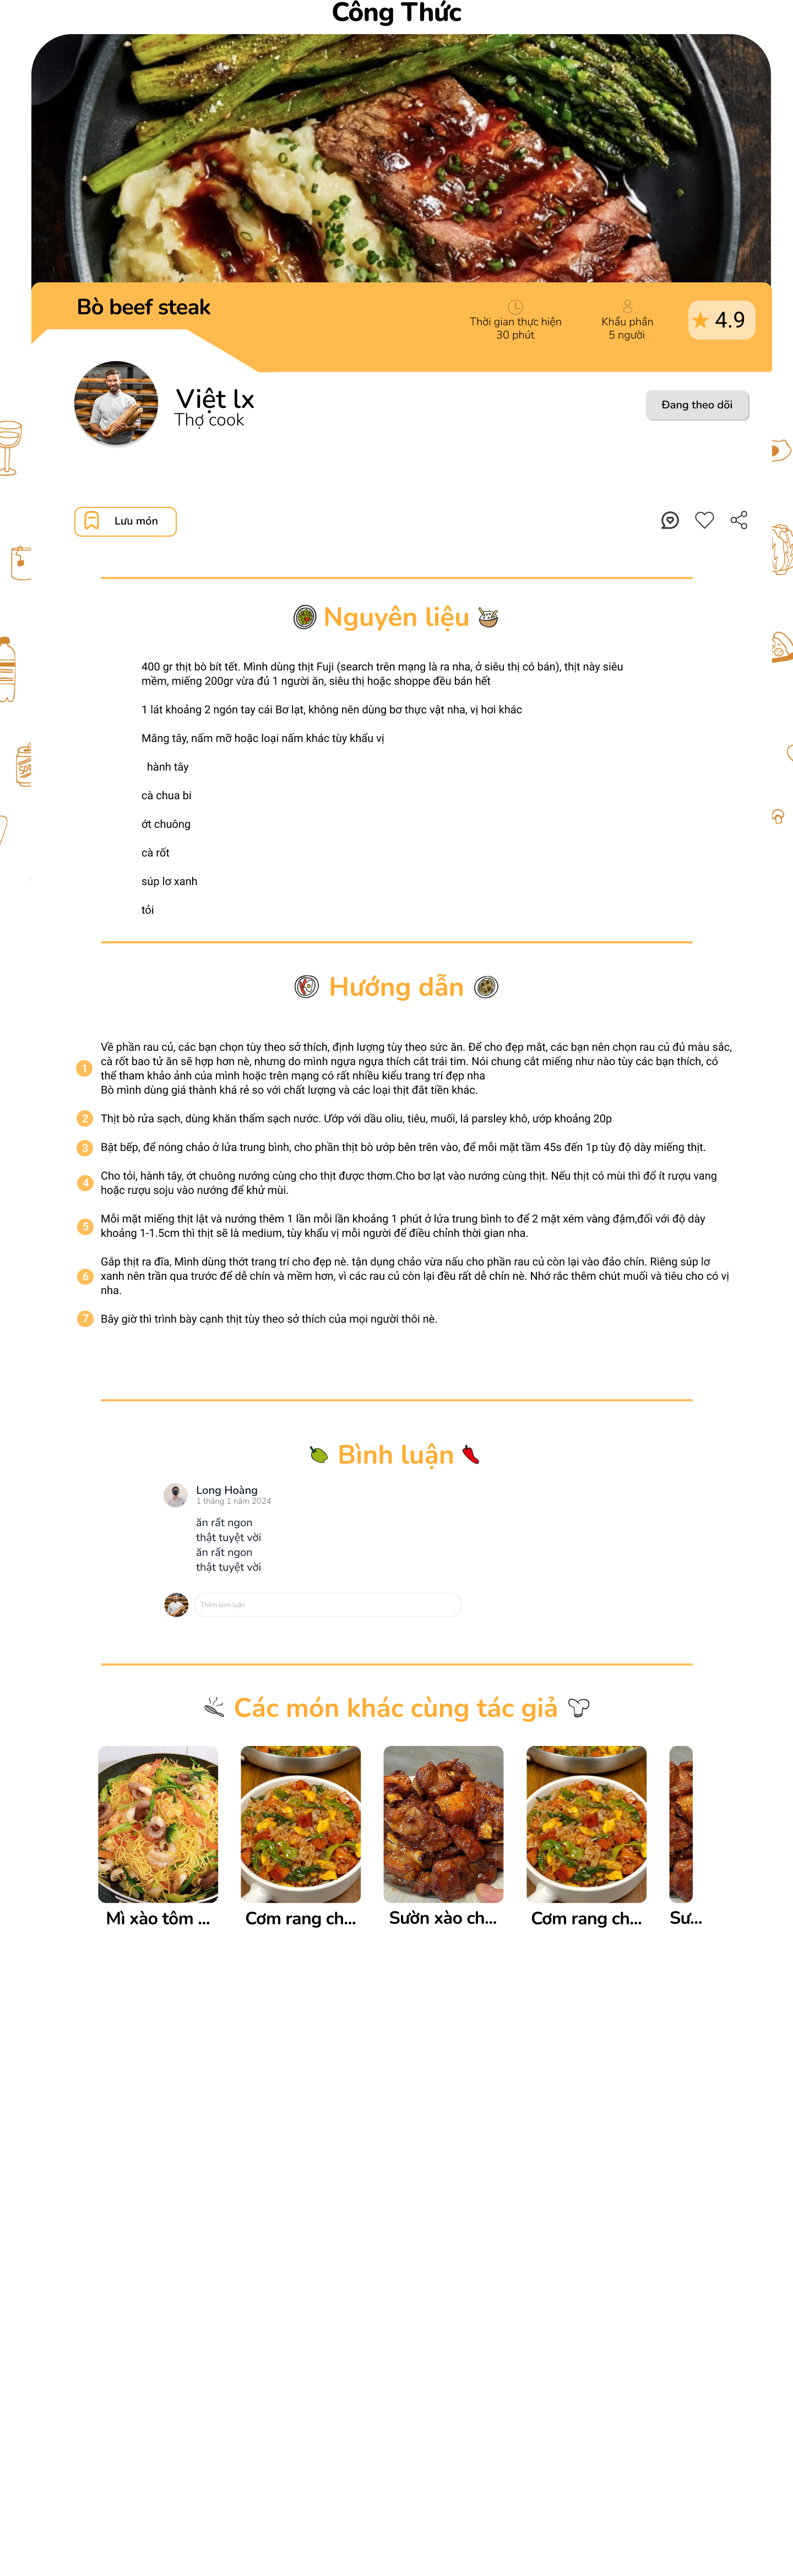 Công Thức
Bò beef steak
Thời gian thực hiện
30 phút
Khẩu phần
5 người
4.9
Việt lx
Thợ cook
Đang theo dõi
Lưu món
Nguyên liệu
400 gr thịt bò bít tết. Mình dùng thịt Fuji (search trên mạng là ra nha, ở siêu thị có bán), thịt này siêu
mềm, miếng 200gr vừa đủ 1 người ăn, siêu thị hoặc shoppe đều bán hết
1 lát khoảng 2 ngón tay cái Bơ lạt, không nên dùng bơ thực vật nha, vị hơi khác
Măng tây, nấm mỡ hoặc loại nấm khác tùy khẩu vị
hành tây
cà chua bi
ớt chuông
cà rốt
súp lơ xanh
tỏi
Hướng dẫn
Về phần rau củ, các bạn chọn tùy theo sở thích, định lượng tùy theo sức ăn. Để cho đẹp mắt, các bạn nên chọn rau củ đủ màu sắc,
1 cà rốt bao tử ăn sẽ hợp hơn nè, nhưng do mình ngựa ngựa thích cắt trái tim. Nói chung cắt miếng như nào tùy các bạn thích, có
thể tham khảo ảnh của mình hoặc trên mạng có rất nhiều kiểu trang trí đẹp nha
Bò mình dùng giá thành khá rẻ so với chất lượng và các loại thịt đắt tiền khác.
2 Thịt bò rửa sạch, dùng khăn thấm sạch nước. Ướp với dầu oliu, tiêu, muối, lá parsley khô, ướp khoảng 20p
3 Bật bếp, để nóng chảo ở lửa trung bình, cho phần thịt bò ướp bên trên vào, để mỗi mặt tầm 45s đến 1p tùy độ dày miếng thịt.
4 Cho tỏi, hành tây, ớt chuông nướng cùng cho thịt được thơm.Cho bơ lạt vào nướng cùng thịt. Nếu thịt có mùi thì đổ ít rượu vang
hoặc rượu soju vào nướng để khử mùi.
5 Mỗi mặt miếng thịt lật và nướng thêm 1 lần mỗi lần khoảng 1 phút ở lửa trung bình to để 2 mặt xém vàng đậm,đối với độ dày
khoảng 1-1.5cm thì thịt sẽ là medium, tùy khẩu vị mỗi người để điều chỉnh thời gian nha.
Gắp thịt ra đĩa, Mình dùng thớt trang trí cho đẹp nè. tận dụng chảo vừa nấu cho phần rau củ còn lại vào đảo chín. Riêng súp lơ
6 xanh nên trần qua trước để dễ chín và mềm hơn, vì các rau củ còn lại đều rất dễ chín nè. Nhớ rắc thêm chút muối và tiêu cho có vị
nha.
7 Bây giờ thì trình bày cạnh thịt tùy theo sở thích của mọi người thôi nè.
Bình luận
Long Hoàng
1 tháng 1 năm 2024
ăn rất ngon
thật tuyệt vời
ăn rất ngon
thật tuyệt vời
Thêm bình luận
Các món khác cùng tác giả
Mì xào tôm ...
Cơm rang ch...
Sườn xào ch...
Cơm rang ch...
Sư...